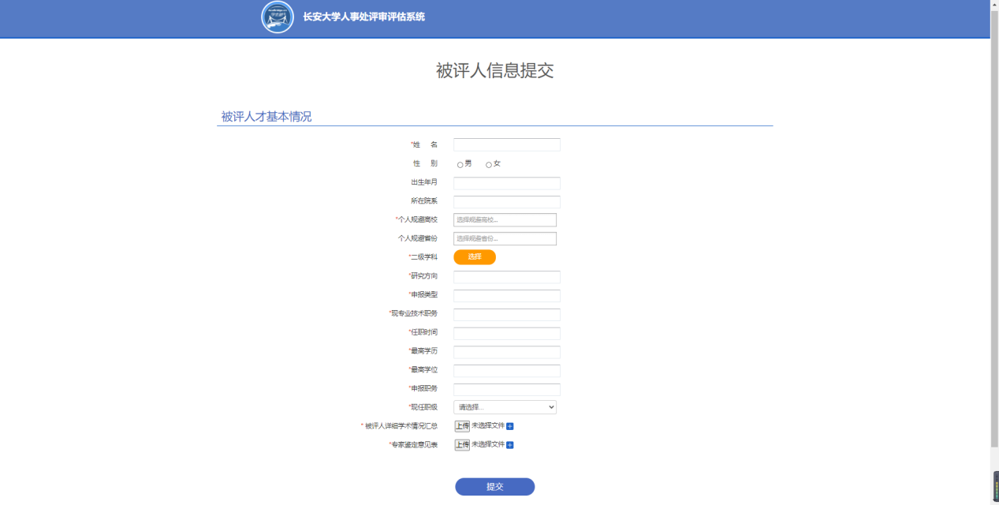 长安大学人事处评审评估系统
被评人信息提交
被评人才基本情况
*姓 名
性 别 男 女
出生年月
所在院系
*个人规避高校 选择规避高校...
个人规避省份 选择规避省份...
*二级学科 选择
*研究方向
*申报类型
*现专业技术职务
*任职时间
*最高学历
*最高学位
*申报职务
*现任职级 请选择...
* 被评人详细学术情况汇总 上传 未选择文件 +
*专家鉴定意见表 上传 未选择文件 +
提交